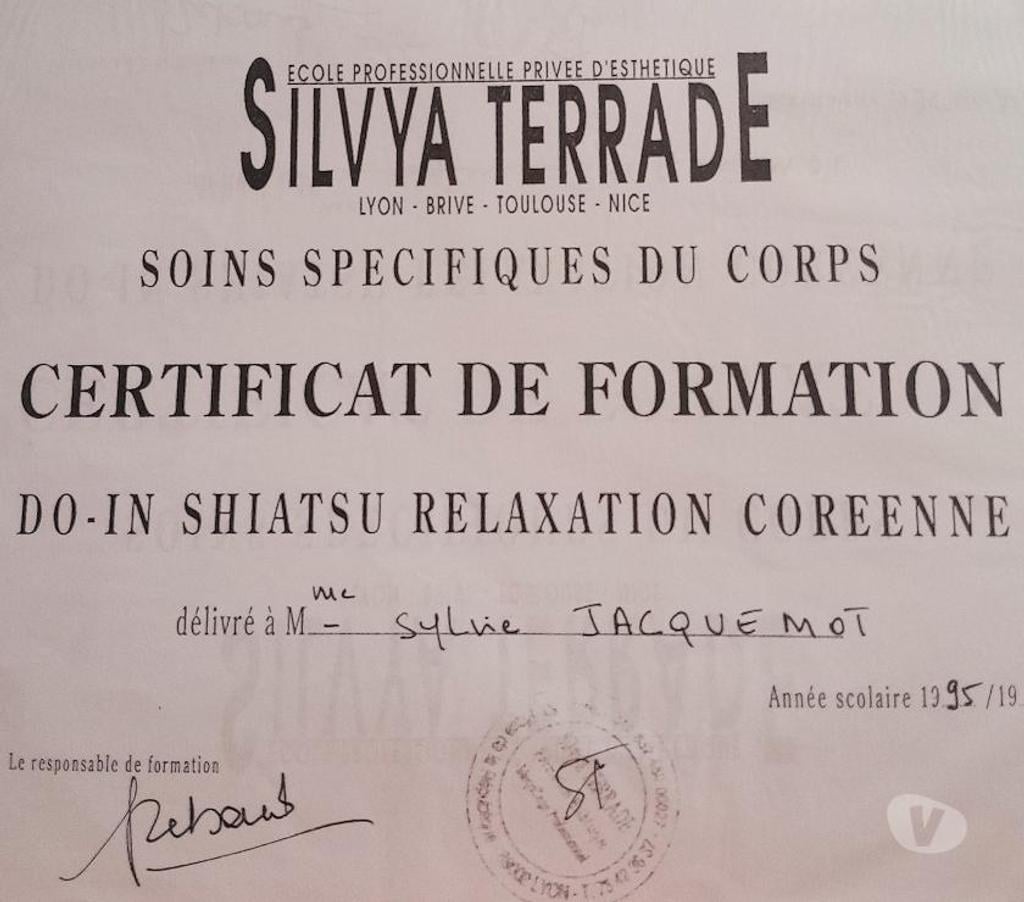 ECOLE PROFESSIONNELLE PRIVEE D'ESTHETIQUE
SILVYA TERRADE
LYON - BRIVE - TOULOUSE - NICE
SOINS SPECIFIQUES DU CORPS
CERTIFICAT DE FORMATION
DO-IN SHIATSU RELAXATION COREENNE
délivré à Mme Sylvie JACQUEMOT
Année scolaire 1995/19
Le responsable de formation
ST
V